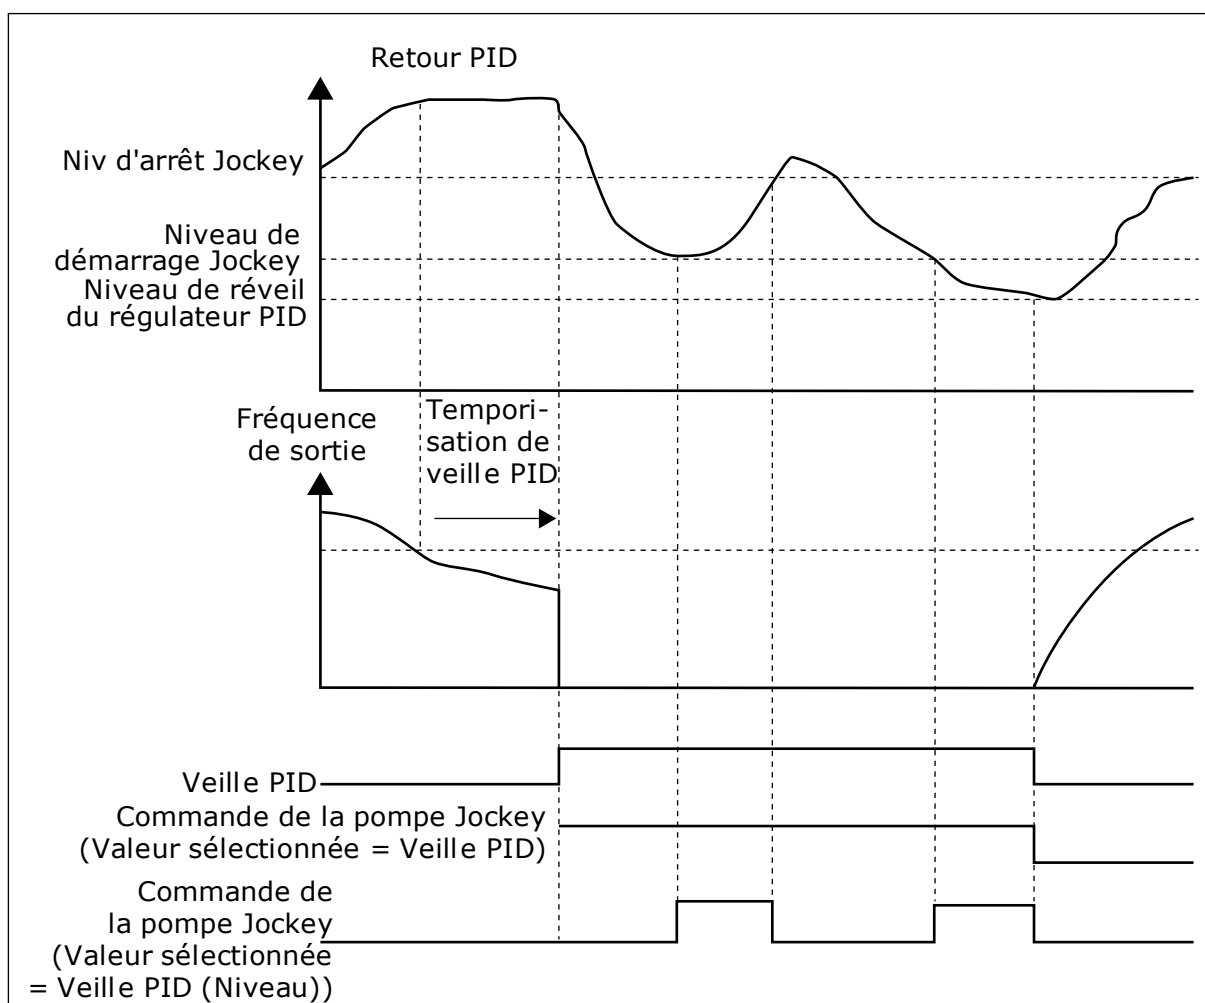 Retour PID
Niv d'arrêt Jockey
Niveau de
démarrage Jockey
Niveau de réveil
du régulateur PID
Fréquence
de sortie
Tempori-
sation de
veille PID
Veille PID
Commande de la pompe Jockey
(Valeur sélectionnée = Veille PID)
Commande de
la pompe Jockey
(Valeur sélectionnée
= Veille PID (Niveau))